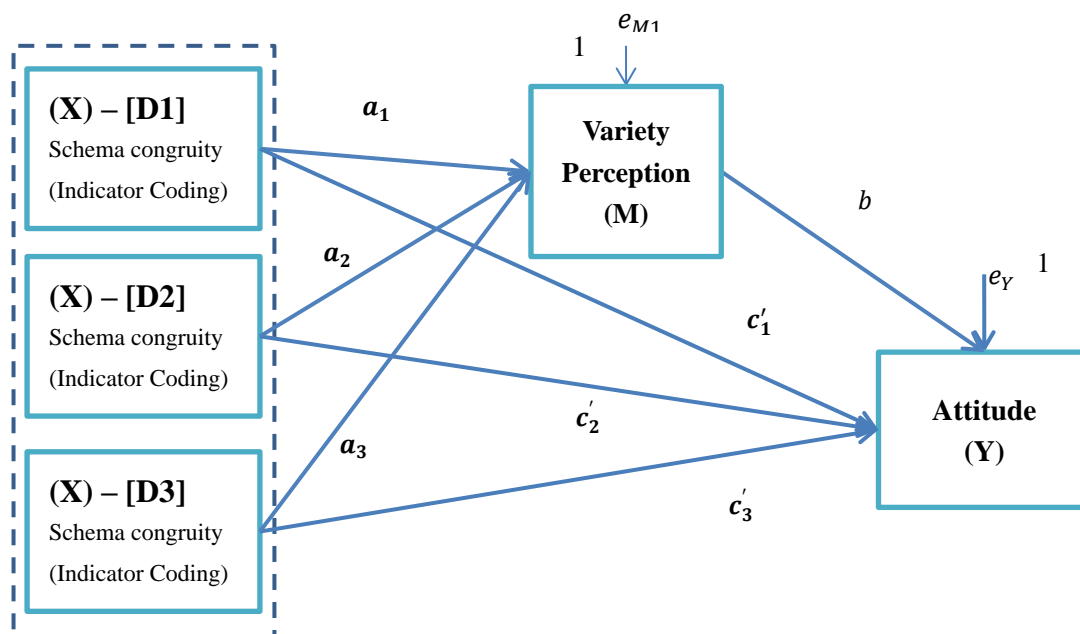 e_M1
1
(X) – [D1]
Schema congruity
(Indicator Coding)
a_1
Variety
Perception
(M)
b
(X) – [D2]
Schema congruity
(Indicator Coding)
a_2
e_Y
1
c'_1
c'_2
Attitude
(Y)
(X) – [D3]
Schema congruity
(Indicator Coding)
a_3
c'_3